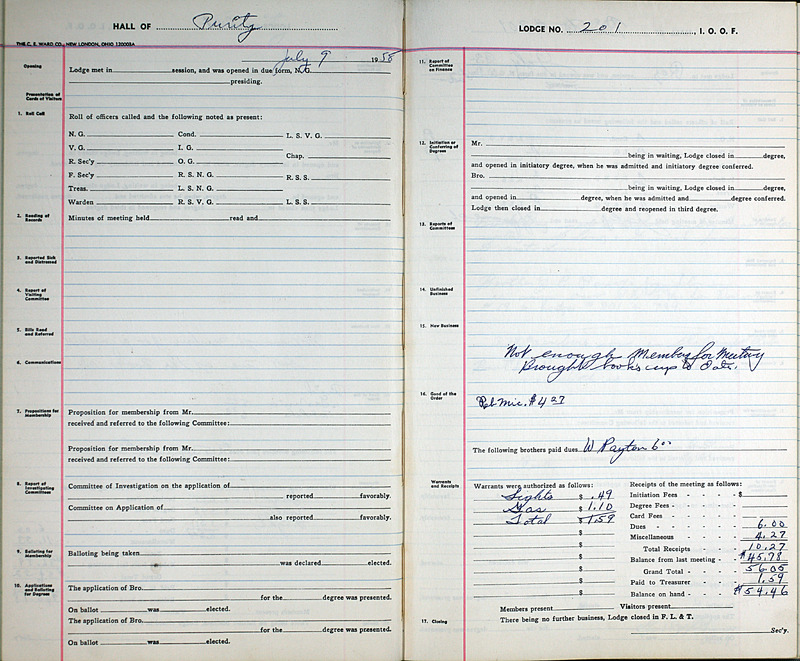 HALL OF Purity
THE C. E. WARD CO., NEW LONDON, OHIO 120008A
July 9 1958
Opening
Lodge met in session, and was opened in due form, N. G.
presiding.
Presentation of Cards of Visitors
1. Roll Call
Roll of officers called and the following noted as present:
N. G. Cond. L. S. V. G.
V. G. I. G. Chap.
R. Sec'y O. G.
F. Sec'y R. S. N. G. R. S. S.
Treas. L. S. N. G.
Warden R. S. V. G. L. S. S.
2. Reading of Records
Minutes of meeting held read and
3. Reported Sick and Distressed
4. Report of Visiting Committee
5. Bills Read and Referred
6. Communications
7. Propositions for Membership
Proposition for membership from Mr.
received and referred to the following Committee:
Proposition for membership from Mr.
received and referred to the following Committee:
8. Report of Investigating Committees
Committee of Investigation on the application of
reported favorably.
Committee on Application of
also reported favorably.
9. Balloting for Membership
Balloting being taken
was declared elected.
10. Applications and Balloting for Degrees
The application of Bro.
for the degree was presented.
On ballot was elected.
The application of Bro.
for the degree was presented.
On ballot was elected.
LODGE NO. 201, I. O. O. F.
11. Report of Committee on Finance
12. Initiation or Conferring of Degrees
Mr.
being in waiting, Lodge closed in degree,
and opened in initiatory degree, when he was admitted and initiatory degree conferred.
Bro.
being in waiting, Lodge closed in degree,
and opened in degree, when he was admitted and degree conferred.
Lodge then closed in degree and reopened in third degree.
13. Reports of Committees
14. Unfinished Business
15. New Business
Not enough Members for Meeting
Brought books up to Date.
16. Good of the Order
Mic. $4 27
The following brothers paid dues W Payton 6 00
Warrants and Receipts
Warrants were authorized as follows:
Lights $ .49
Gas $ 1.10
Total $ 1.59
$
$
$
$
$
$
Receipts of the meeting as follows:
Initiation Fees - - - - $
Degree Fees - - - -
Card Fees - - - -
Dues - - - - 6.00
Miscellaneous - - - - 4.27
Total Receipts - - 10.27
Balance from last meeting - $45.78
Grand Total - - 56.05
Paid to Treasurer - - 1.59
Balance on hand - - $54.46
Members present Visitors present
17. Closing
There being no further business, Lodge closed in F. L. & T.
Sec'y.